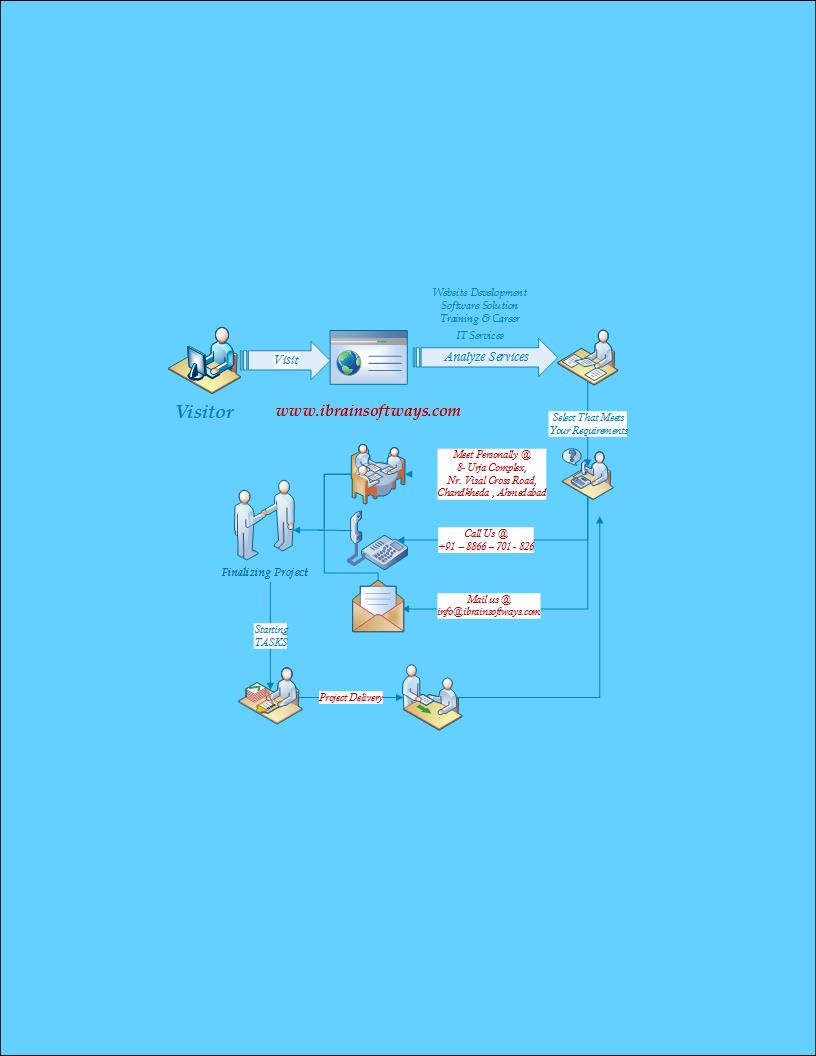 Website Development
Software Solution
Training & Career
IT Services
Visit
Analyze Services
Visitor
www.ibrainsoftways.com
Select That Meets
Your Requirements
Meet Personally @
8- Urja Complex,
Nr. Visal Cross Road,
Chandkheda , Ahmedabad
?
Call Us @
+91 – 8866 – 701 - 826
Finalizing Project
Mail us @
info@ibrainsoftways.com
Starting
TASKS
Project Delivery